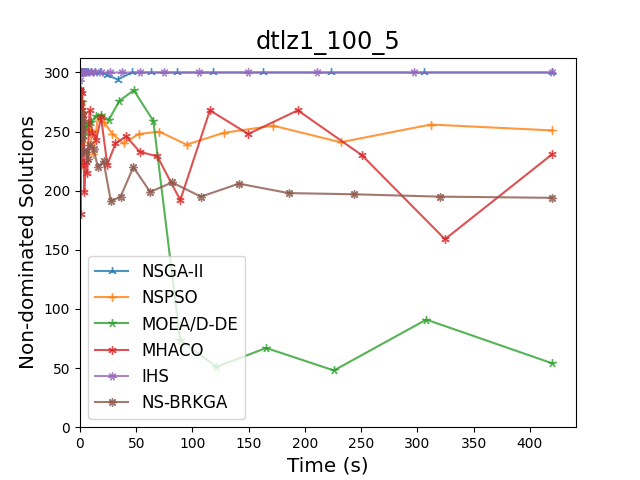 dtlz1_100_5
Non-dominated Solutions
300
250
200
150
100
50
0
NSGA-II
NSPSO
MOEA/D-DE
MHACO
IHS
NS-BRKGA
0 50 100 150 200 250 300 350 400
Time (s)